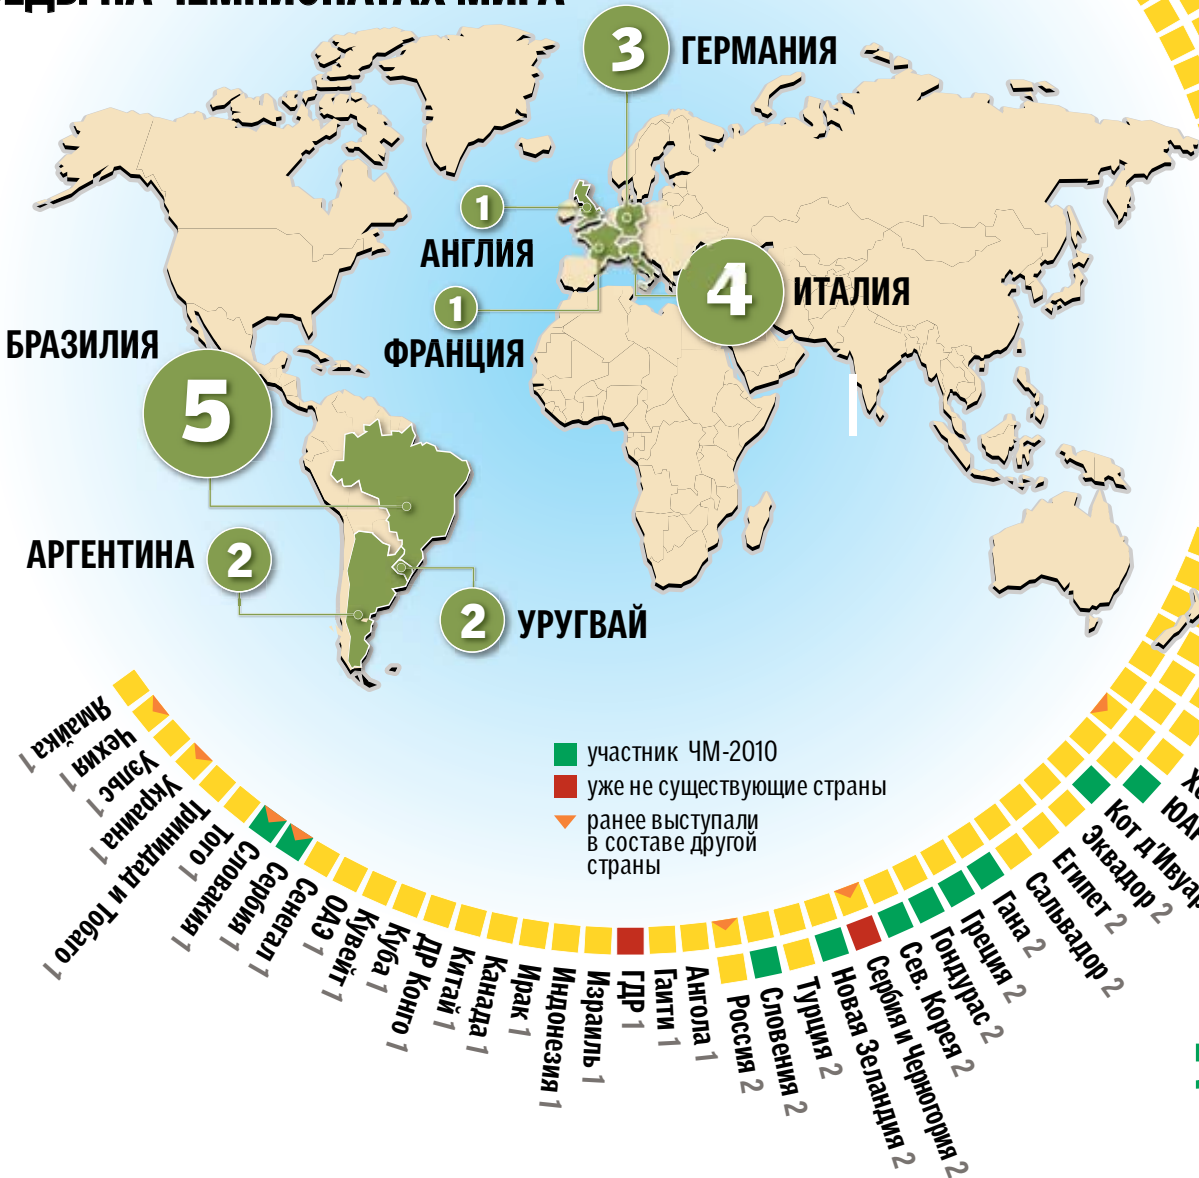 НА ЧЕМПИОНАТАХ МИРА
3 ГЕРМАНИЯ
1
АНГЛИЯ
4 ИТАЛИЯ
1
ФРАНЦИЯ
БРАЗИЛИЯ
5
АРГЕНТИНА 2
2 УРУГВАЙ
участник ЧМ-2010
уже не существующие страны
ранее выступали
в составе другой
страны
Ямайка 1
Чехия 1
Уэльс 1
Украина 1
Тринидад и Тобаго 1
Того 1
Словакия 1
Сербия 1
Сенегал 1
ОАЭ 1
Кувейт 1
Куба 1
ДР Конго 1
Китай 1
Канада 1
Ирак 1
Индонезия 1
Израиль 1
ГДР 1
Гаити 1
Ангола 1
Россия 2
Словения 2
Турция 2
Новая Зеландия 2
Сербия и Черногория 2
Сев. Корея 2
Гондурас 2
Греция 2
Гана 2
Сальвадор 2
Египет 2
Эквадор 2
Кот д'Ивуар
ЮАР